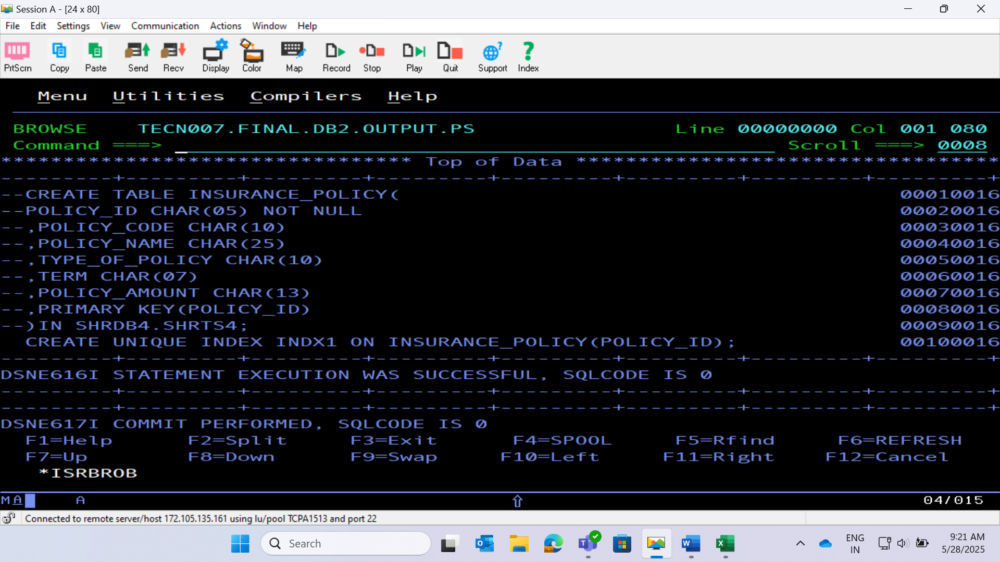 Session A - [24 x 80]
File Edit Settings View Communication Actions Window Help
PrtScrn Copy Paste Send Recv Display Color Map Record Stop Play Quit Support Index
Menu Utilities Compilers Help
BROWSE TECN007.FINAL.DB2.OUTPUT.PS Line 00000000 Col 001 080
Command ===> Scroll ===> 0008
********************************* Top of Data **********************************
---------+---------+---------+---------+---------+---------+---------+---------+
--CREATE TABLE INSURANCE_POLICY( 00010016
--POLICY_ID CHAR(05) NOT NULL 00020016
--,POLICY_CODE CHAR(10) 00030016
--,POLICY_NAME CHAR(25) 00040016
--,TYPE_OF_POLICY CHAR(10) 00050016
--,TERM CHAR(07) 00060016
--,POLICY_AMOUNT CHAR(13) 00070016
--,PRIMARY KEY(POLICY_ID) 00080016
--)IN SHRDB4.SHRTS4; 00090016
CREATE UNIQUE INDEX INDX1 ON INSURANCE_POLICY(POLICY_ID); 00100016
---------+---------+---------+---------+---------+---------+---------+---------+
DSNE616I STATEMENT EXECUTION WAS SUCCESSFUL, SQLCODE IS 0
---------+---------+---------+---------+---------+---------+---------+---------+
---------+---------+---------+---------+---------+---------+---------+---------+
DSNE617I COMMIT PERFORMED, SQLCODE IS 0
F1=Help F2=Split F3=Exit F4=SPOOL F5=Rfind F6=REFRESH
F7=Up F8=Down F9=Swap F10=Left F11=Right F12=Cancel
*ISRBROB
MA A 04/015
Connected to remote server/host 172.105.135.161 using lu/pool TCPA1513 and port 22
Search
ENG
IN
9:21 AM
5/28/2025